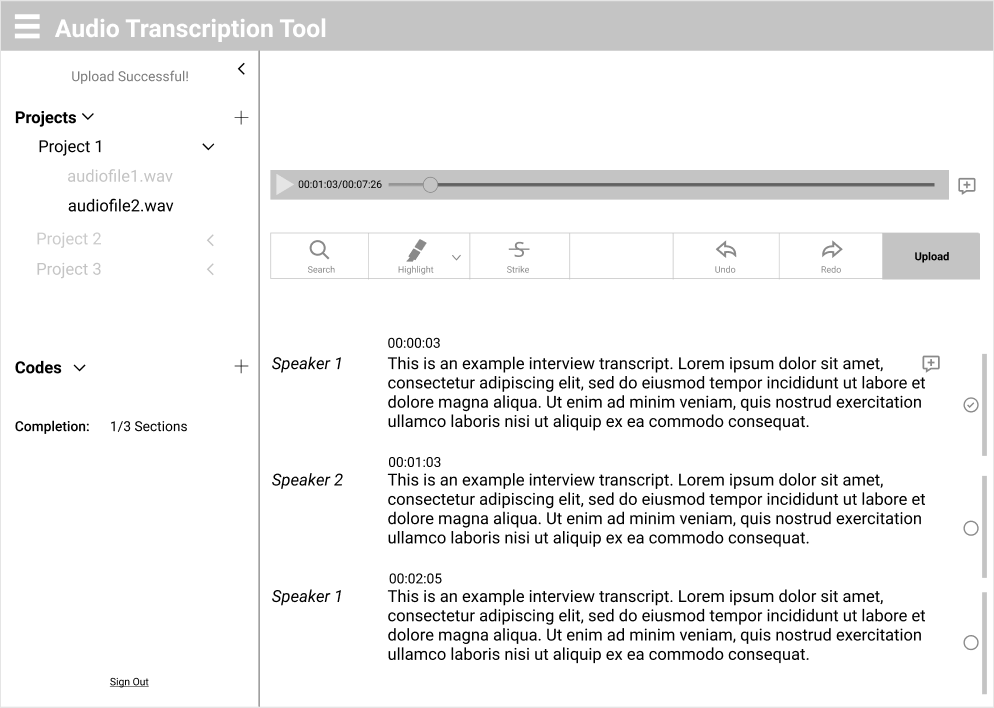 Audio Transcription Tool
Upload Successful!
Projects
Project 1
audiofile1.wav
audiofile2.wav
Project 2
Project 3
Codes
Completion: 1/3 Sections
Sign Out
00:01:03/00:07:26
Search
Highlight
Strike
Undo
Redo
Upload
00:00:03
Speaker 1
This is an example interview transcript. Lorem ipsum dolor sit amet,
consectetur adipiscing elit, sed do eiusmod tempor incididunt ut labore et
dolore magna aliqua. Ut enim ad minim veniam, quis nostrud exercitation
ullamco laboris nisi ut aliquip ex ea commodo consequat.
00:01:03
Speaker 2
This is an example interview transcript. Lorem ipsum dolor sit amet,
consectetur adipiscing elit, sed do eiusmod tempor incididunt ut labore et
dolore magna aliqua. Ut enim ad minim veniam, quis nostrud exercitation
ullamco laboris nisi ut aliquip ex ea commodo consequat.
00:02:05
Speaker 1
This is an example interview transcript. Lorem ipsum dolor sit amet,
consectetur adipiscing elit, sed do eiusmod tempor incididunt ut labore et
dolore magna aliqua. Ut enim ad minim veniam, quis nostrud exercitation
ullamco laboris nisi ut aliquip ex ea commodo consequat.